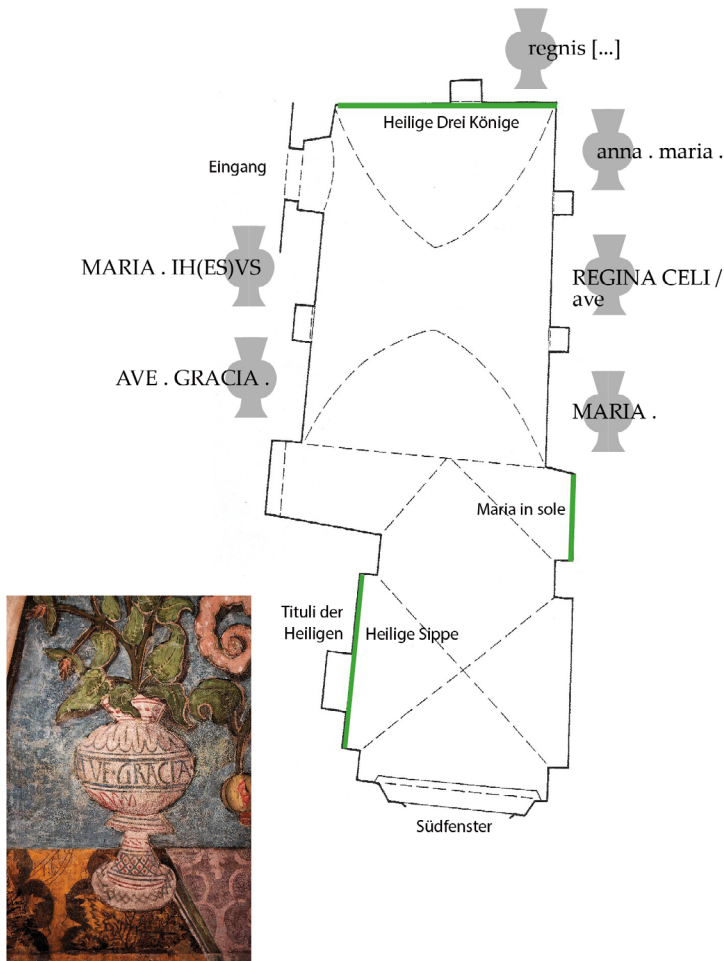 regnis [...]
Heilige Drei Könige
anna . maria .
Eingang
MARIA . IH(ES)VS
REGINA CELI /
ave
AVE . GRACIA .
MARIA .
Maria in sole
Tituli der
Heiligen
Heilige Sippe
VE·GRACIA
Südfenster